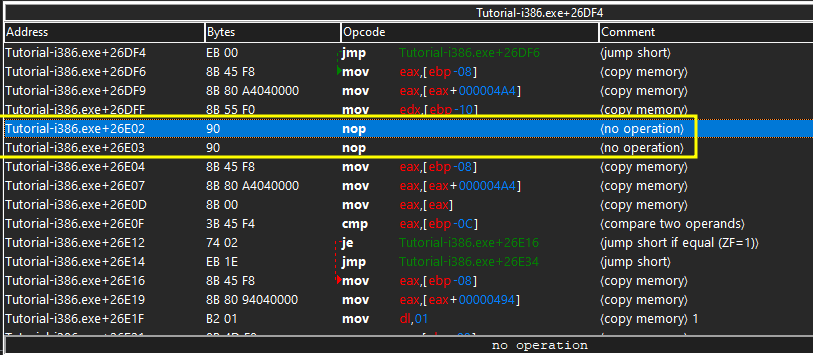 Tutorial-i386.exe+26DF4
Address Bytes Opcode Comment
Tutorial-i386.exe+26DF4 EB 00 jmp Tutorial-i386.exe+26DF6 (jump short)
Tutorial-i386.exe+26DF6 8B 45 F8 mov eax,[ebp-08] (copy memory)
Tutorial-i386.exe+26DF9 8B 80 A4040000 mov eax,[eax+000004A4] (copy memory)
Tutorial-i386.exe+26DFF 8B 55 F0 mov edx,[ebp-10] (copy memory)
Tutorial-i386.exe+26E02 90 nop (no operation)
Tutorial-i386.exe+26E03 90 nop (no operation)
Tutorial-i386.exe+26E04 8B 45 F8 mov eax,[ebp-08] (copy memory)
Tutorial-i386.exe+26E07 8B 80 A4040000 mov eax,[eax+000004A4] (copy memory)
Tutorial-i386.exe+26E0D 8B 00 mov eax,[eax] (copy memory)
Tutorial-i386.exe+26E0F 3B 45 F4 cmp eax,[ebp-0C] (compare two operands)
Tutorial-i386.exe+26E12 74 02 je Tutorial-i386.exe+26E16 (jump short if equal (ZF=1))
Tutorial-i386.exe+26E14 EB 1E jmp Tutorial-i386.exe+26E34 (jump short)
Tutorial-i386.exe+26E16 8B 45 F8 mov eax,[ebp-08] (copy memory)
Tutorial-i386.exe+26E19 8B 80 94040000 mov eax,[eax+00000494] (copy memory)
Tutorial-i386.exe+26E1F B2 01 mov dl,01 (copy memory) 1
no operation